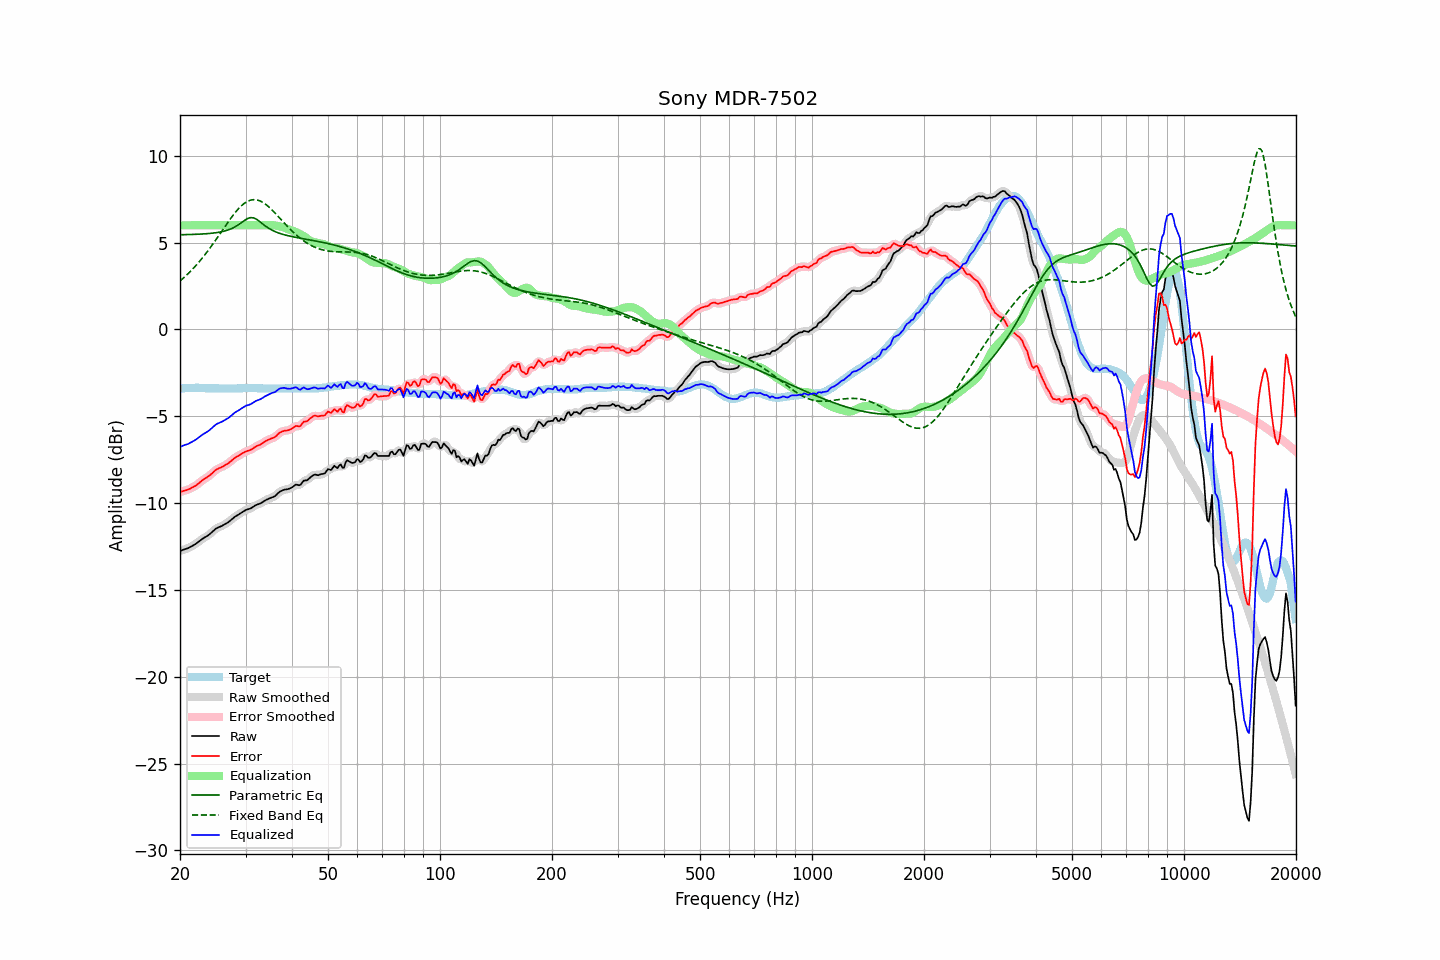 Sony MDR-7502
Amplitude (dBr)
10
5
0
−5
−10
−15
−20
−25
−30
Target
Raw Smoothed
Error Smoothed
Raw
Error
Equalization
Parametric Eq
Fixed Band Eq
Equalized
20 50 100 200 500 1000 2000 5000 10000 20000
Frequency (Hz)